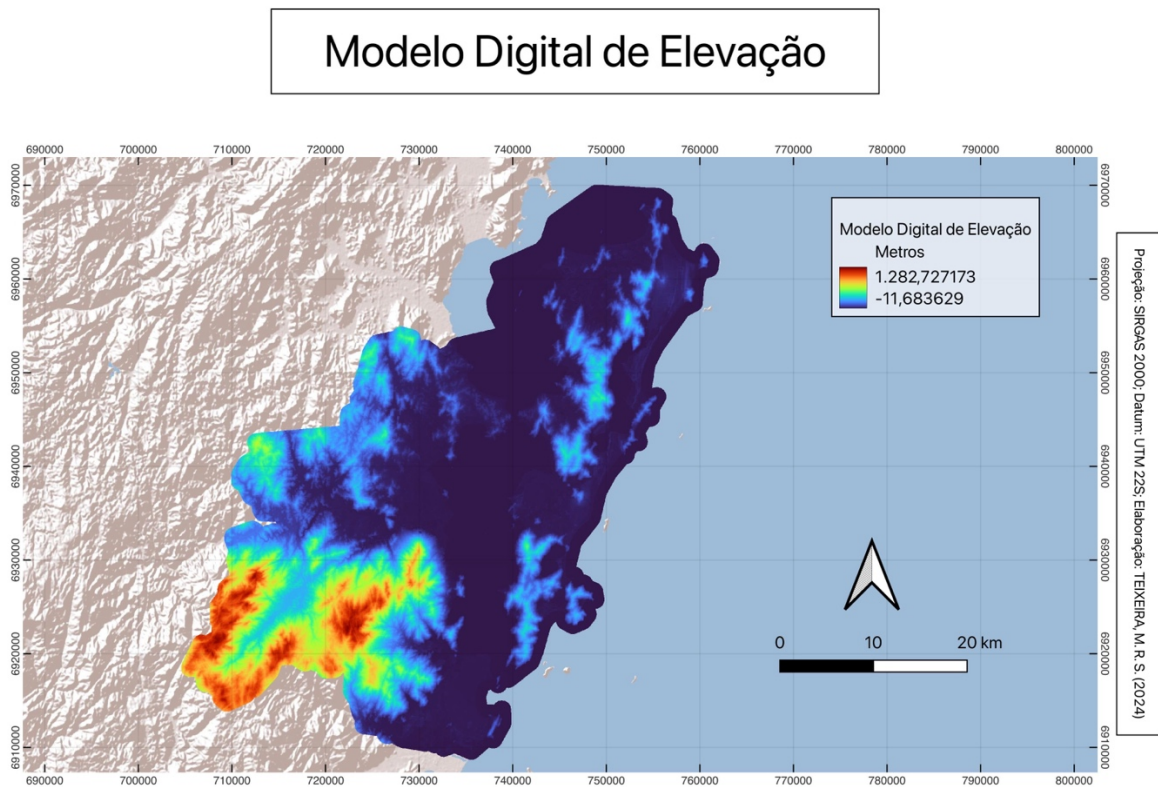 Modelo Digital de Elevação
690000 700000 710000 720000 730000 740000 750000 760000 770000 780000 790000 800000
6970000 6970000
Modelo Digital de Elevação
Metros
1.282,727173
-11,683629
6960000 6960000
6950000 6950000
6940000 6940000
6930000 6930000
6920000 6920000
6910000 6910000
0 10 20 km
690000 700000 710000 720000 730000 740000 750000 760000 770000 780000 790000 800000
Projeção: SIRGAS 2000; Datum: UTM 22S; Elaboração: TEIXEIRA, M. R. S. (2024)